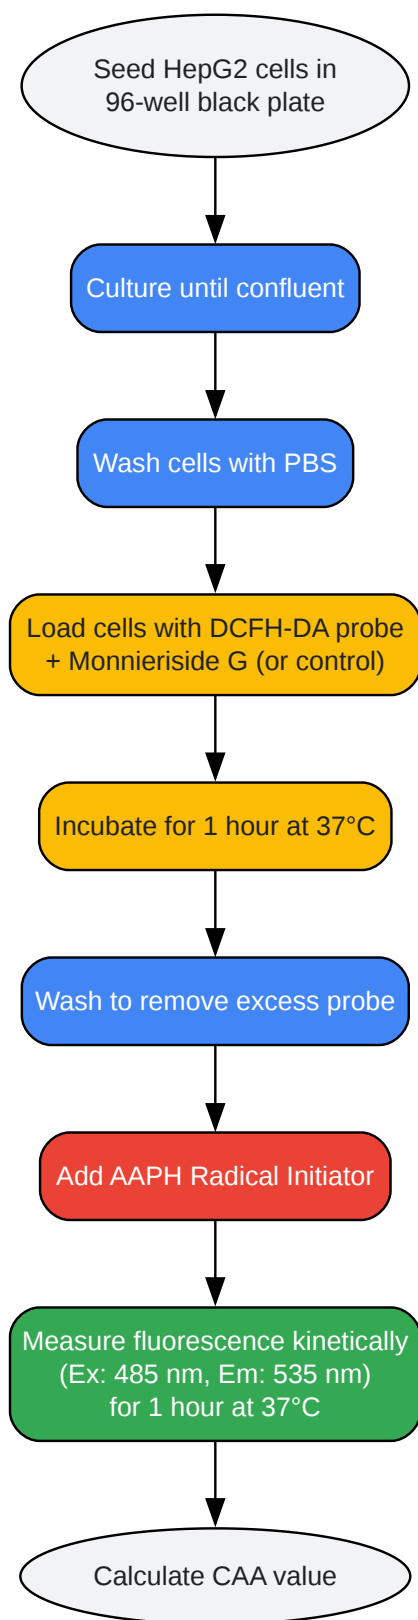 Seed HepG2 cells in
96-well black plate
Culture until confluent
Wash cells with PBS
Load cells with DCFH-DA probe
+ Monnieriside G (or control)
Incubate for 1 hour at 37°C
Wash to remove excess probe
Add AAPH Radical Initiator
Measure fluorescence kinetically
(Ex: 485 nm, Em: 535 nm)
for 1 hour at 37°C
Calculate CAA value